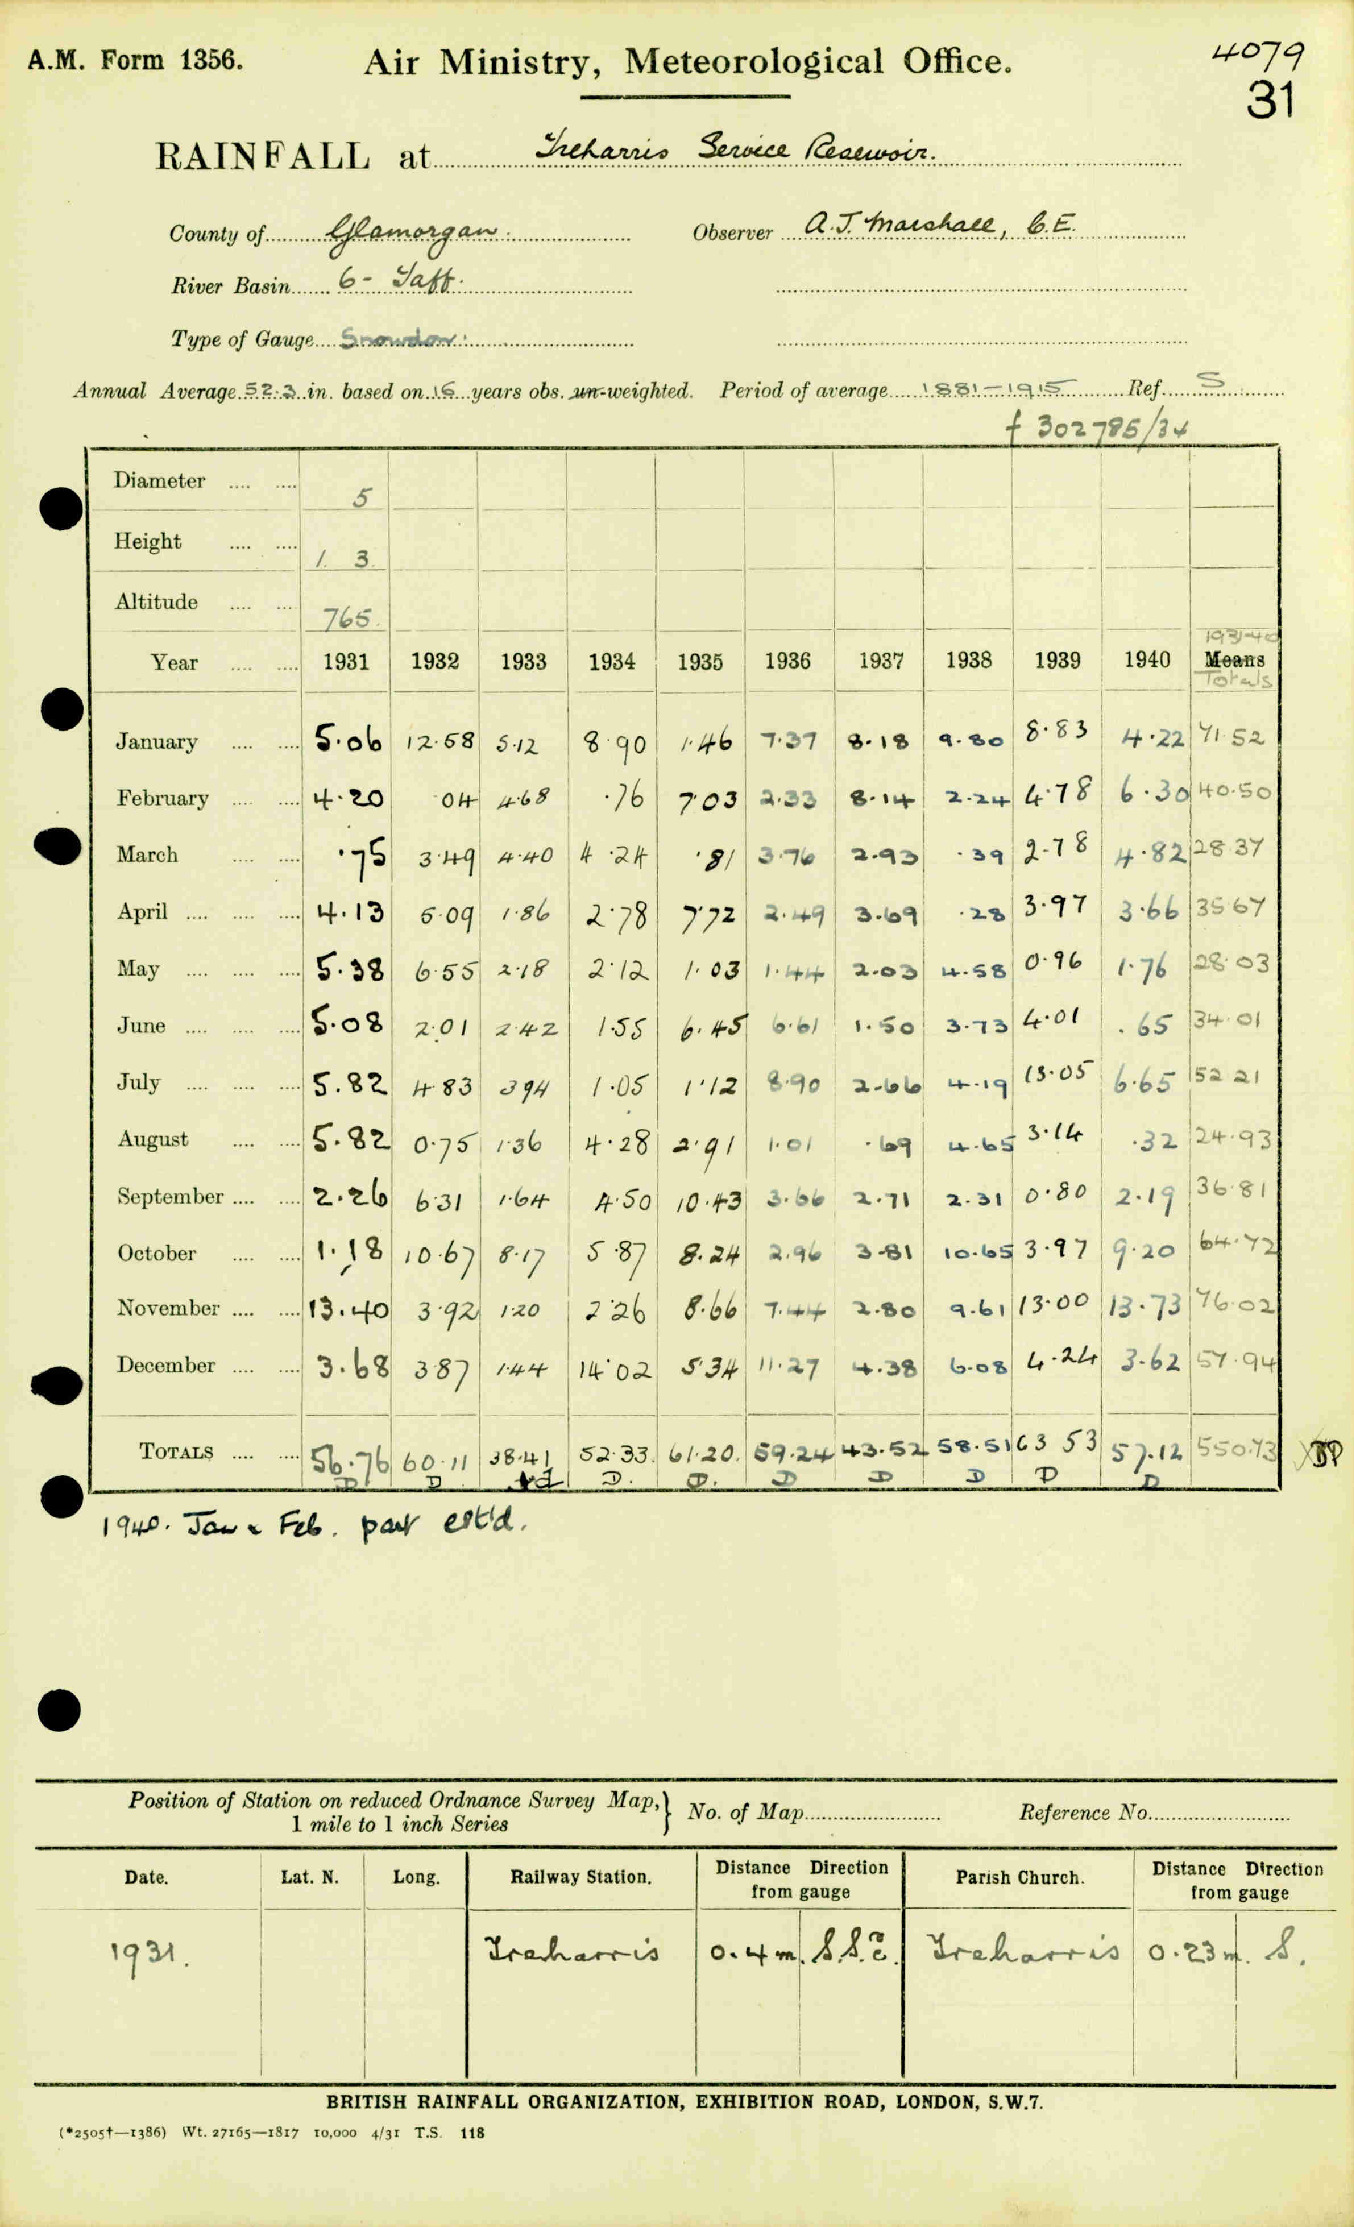 A.M. Form 1356.
Air Ministry, Meteorological Office.
4079
31
RAINFALL at Treharris Service Reservoir.
County of Glamorgan. Observer A.J. Marshall, C.E.
River Basin 6 - Taff.
Type of Gauge Snowdon.
Annual Average 52.3 in. based on 16 years obs. un-weighted. Period of average 1881-1915 Ref. S
f 302785/34
Diameter 5
Height 1. 3.
Altitude 765.
1931-40
Year 1931 1932 1933 1934 1935 1936 1937 1938 1939 1940 Means
Totals
January 5.06 12.58 5.12 8.90 1.46 7.37 8.18 9.80 8.83 4.22 71.52
February 4.20 .04 4.68 .76 7.03 2.33 8.14 2.24 4.78 6.30 40.50
March .75 3.49 4.40 4.24 .81 3.76 2.93 .39 2.78 4.82 28.37
April 4.13 5.09 1.86 2.78 7.72 2.49 3.69 .28 3.97 3.66 35.67
May 5.38 6.55 2.18 2.12 1.03 1.44 2.03 4.58 0.96 1.76 28.03
June 5.08 2.01 2.42 1.55 6.45 6.61 1.50 3.73 4.01 .65 34.01
July 5.82 4.83 3.94 1.05 1.12 8.90 2.66 4.19 13.05 6.65 52.21
August 5.82 0.75 1.36 4.28 2.91 1.01 .69 4.65 3.14 .32 24.93
September 2.26 6.31 1.64 4.50 10.43 3.66 2.71 2.31 0.80 2.19 36.81
October 1.18 10.67 8.17 5.87 8.24 2.96 3.81 10.65 3.97 9.20 64.72
November 13.40 3.92 1.20 2.26 8.66 7.44 2.80 9.61 13.00 13.73 76.02
December 3.68 3.87 1.44 14.02 5.34 11.27 4.38 6.08 4.24 3.62 57.94
TOTALS 56.76 60.11 38.41 52.33 61.20 59.24 43.52 58.51 63 53 57.12 550.73
D D D. D. D D D D D
1940. Jan & Feb. part est'd.
Position of Station on reduced Ordnance Survey Map, 
1 mile to 1 inch Series
No. of Map Reference No.
Date. Lat. N. Long. Railway Station. Distance Direction from gauge Parish Church. Distance Direction from gauge
1931. Treharris 0.4 m. S.S.E. Treharris 0.23 m. S.
BRITISH RAINFALL ORGANIZATION, EXHIBITION ROAD, LONDON, S.W.7.
(*2505†—1386) Wt. 27165—1817 10,000 4/31 T.S. 118